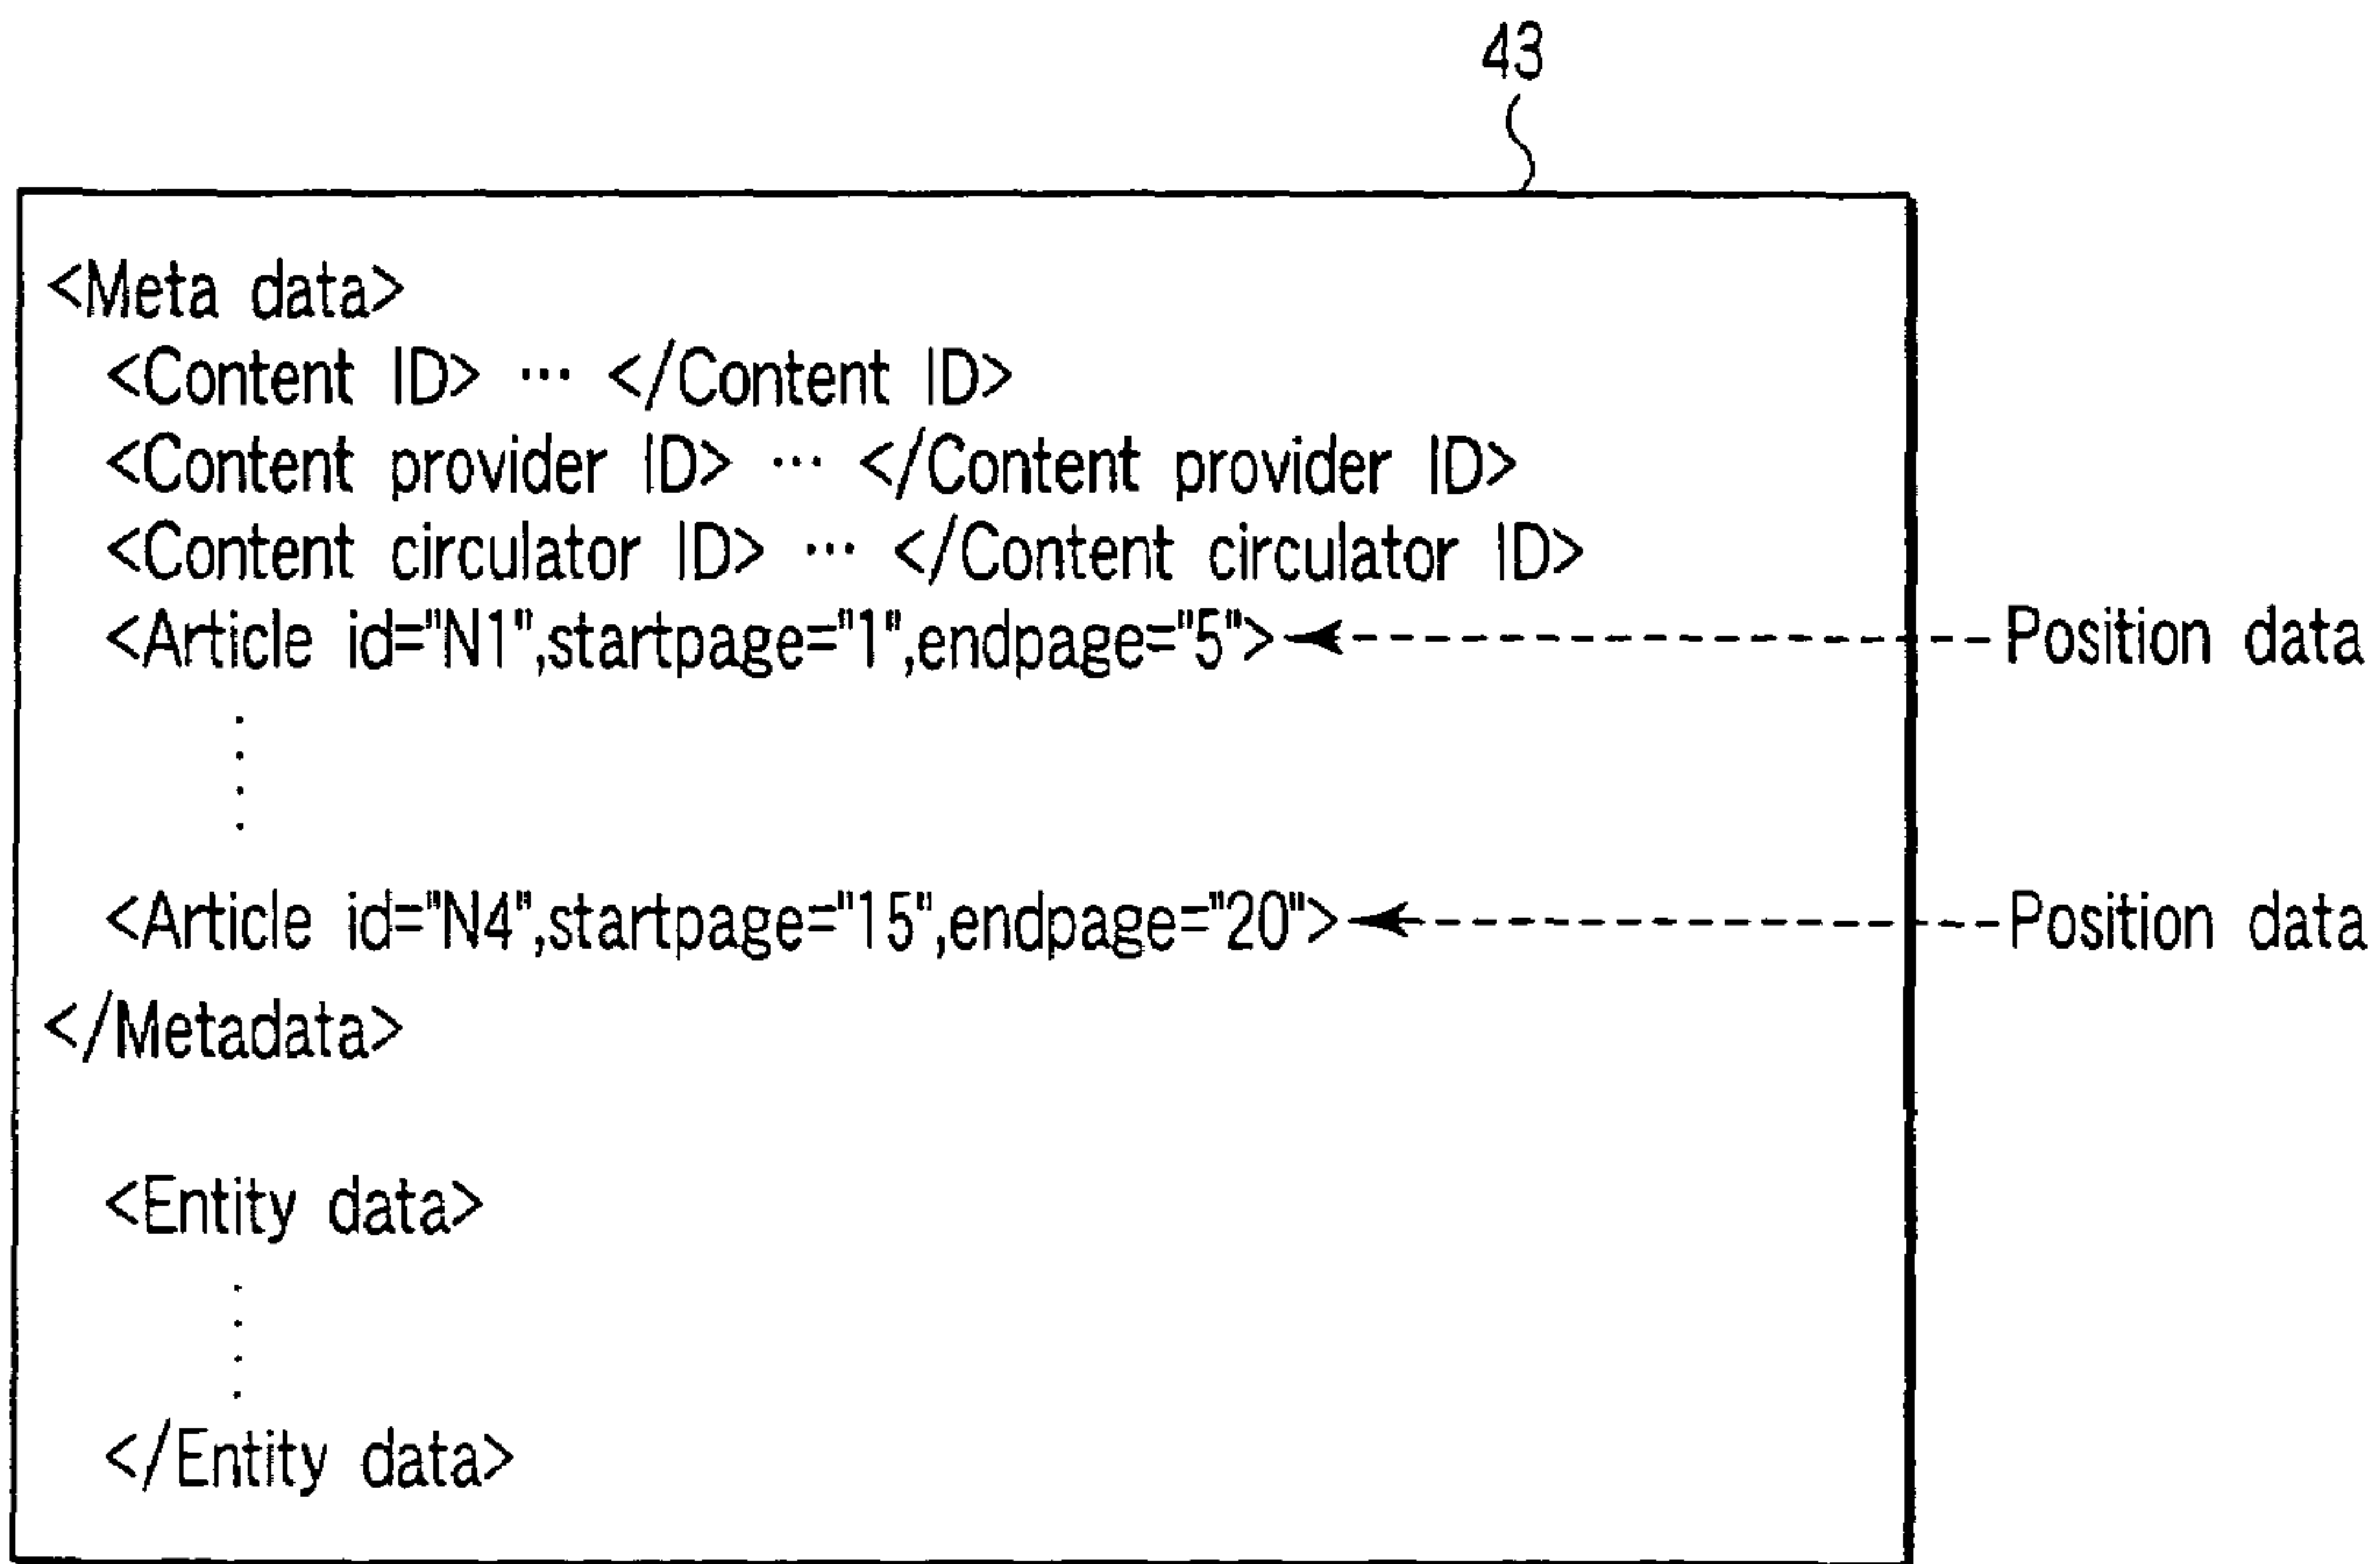 43
<Meta data>
<Content ID> ... </Content ID>
<Content provider ID> ... </Content provider ID>
<Content circulator ID> ... </Content circulator ID>
<Article id="N1",startpage="1",endpage="5"> Position data
<Article id="N4",startpage="15",endpage="20"> Position data
</Metadata>
<Entity data>
</Entity data>